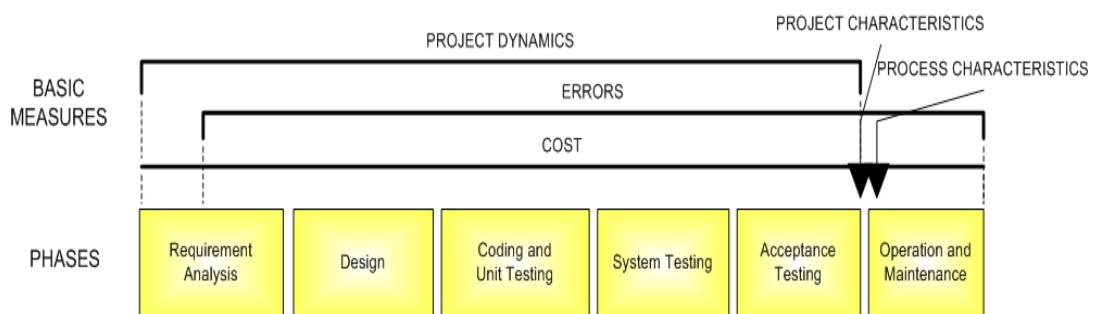 PROJECT CHARACTERISTICS
PROJECT DYNAMICS
PROCESS CHARACTERISTICS
BASIC
MEASURES
ERRORS
COST
PHASES
Requirement
Analysis
Design
Coding and
Unit Testing
System Testing
Acceptance
Testing
Operation and
Maintenance